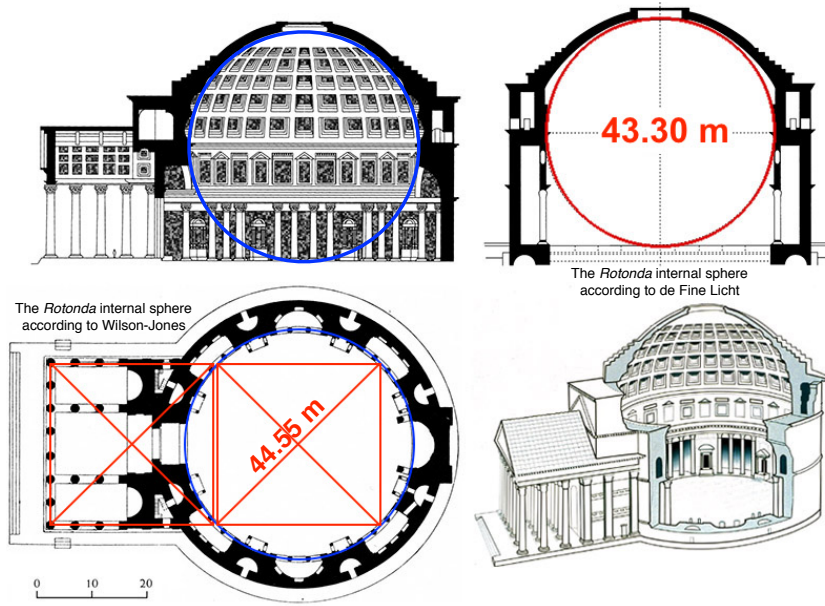 43.30 m
The Rotonda internal sphere
according to de Fine Licht
The Rotonda internal sphere
according to Wilson-Jones
44.55 m
0 10 20